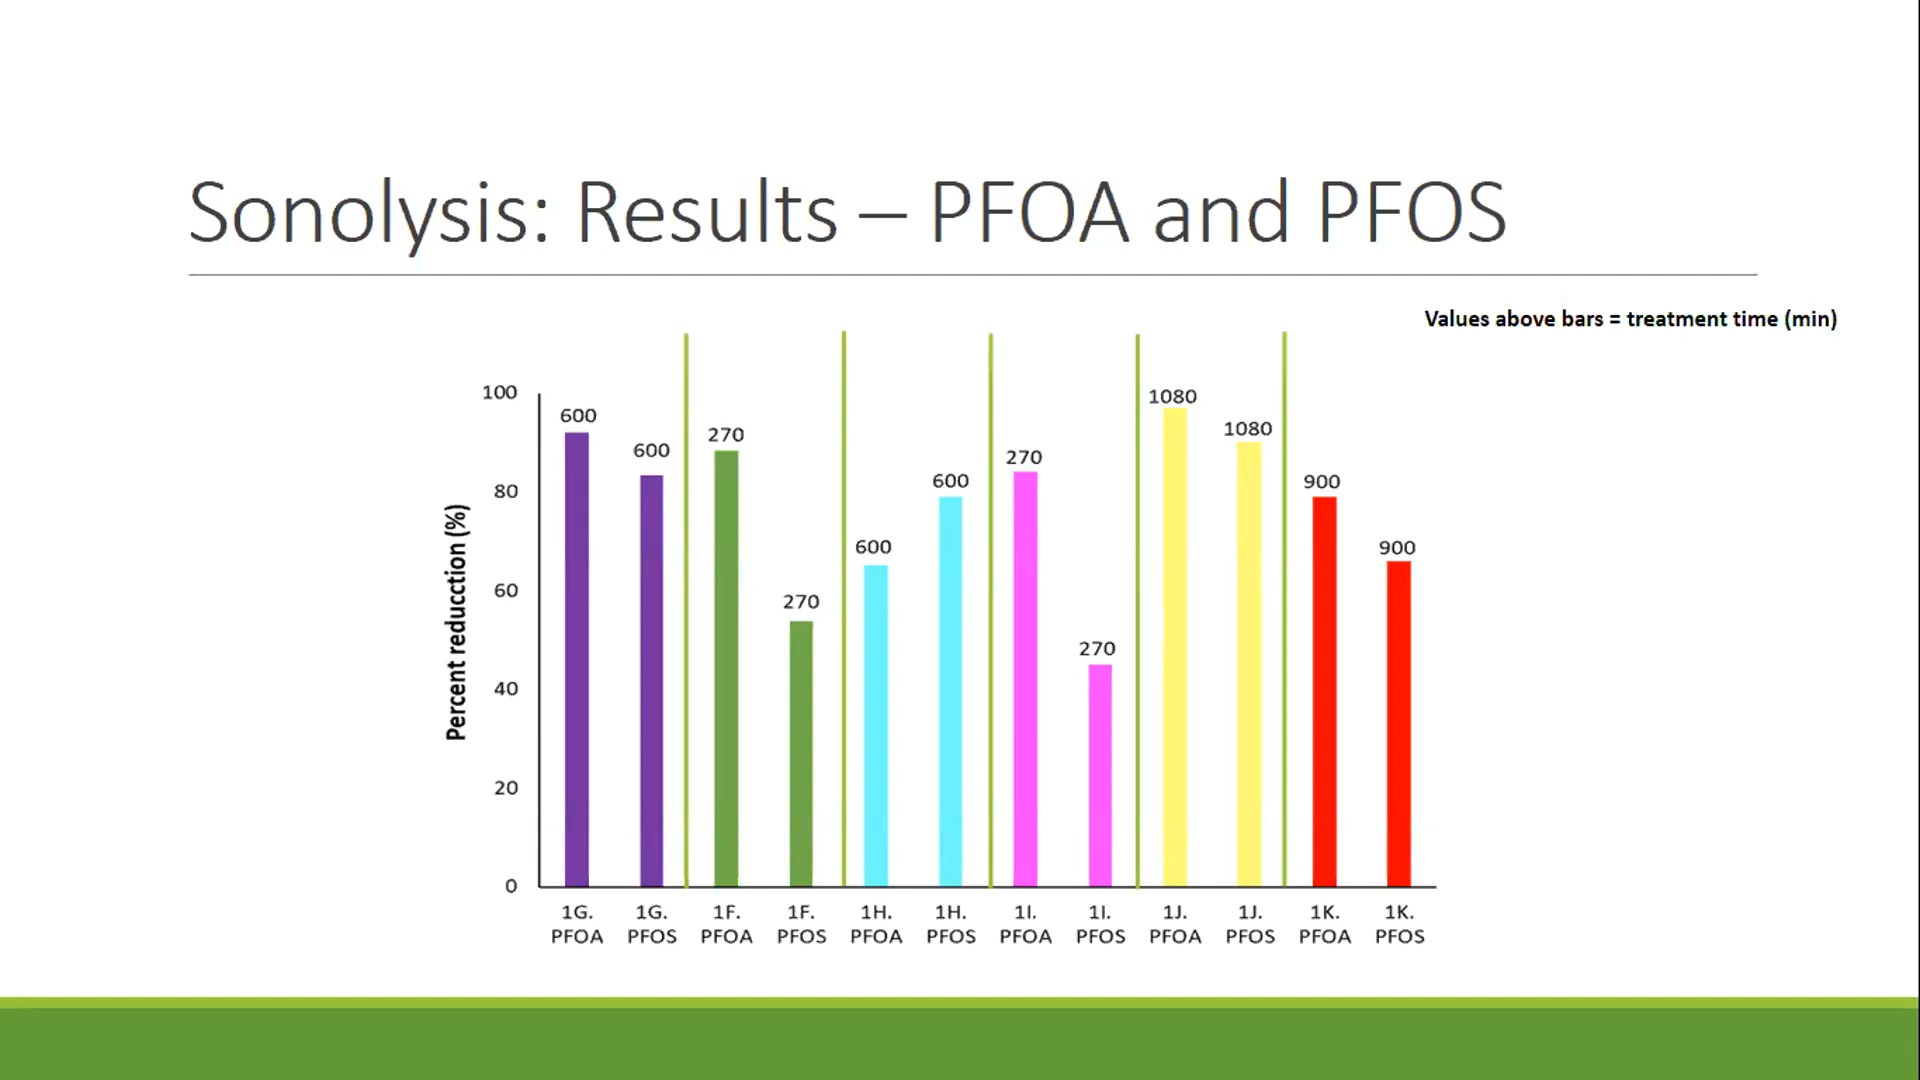 Sonolysis: Results – PFOA and PFOS
Values above bars = treatment time (min)
Percent reducction (%)
100
80
60
40
20
0
600
600
270
270
600
600
270
270
1080
1080
900
900
1G. PFOA
1G. PFOS
1F. PFOA
1F. PFOS
1H. PFOA
1H. PFOS
1I. PFOA
1I. PFOS
1J. PFOA
1J. PFOS
1K. PFOA
1K. PFOS